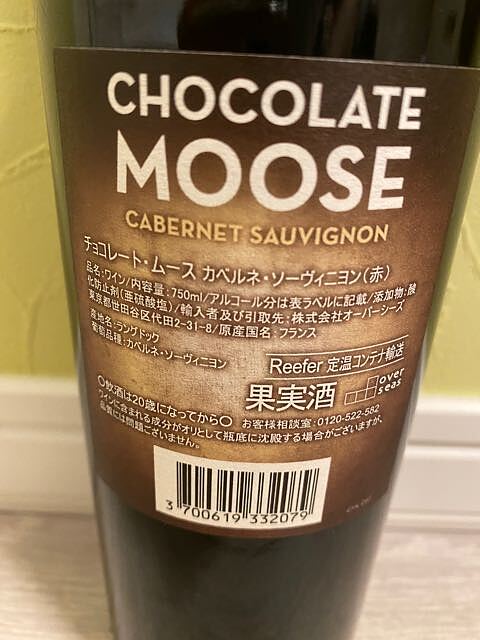 CHOCOLATE
MOOSE
CABERNET SAUVIGNON
チョコレート・ムース カベルネ・ソーヴィニヨン(赤)
品名:ワイン/内容量:750ml/アルコール分は表ラベルに記載/添加物:酸
化防止剤(亜硫酸塩)/輸入者及び引取先:株式会社オーバーシーズ
東京都世田谷区代田2-31-8/原産国名:フランス
産地名:ラングドック
葡萄品種:カベルネ・ソーヴィニヨン
Reefer 定温コンテナ輸送
果実酒
over
seas
〇飲酒は20歳になってから〇
お客様相談室:0120-522-582
ワインに含まれる成分がオリとして瓶底に沈殿する場合がございますが、
品質には問題ございません。
3 700619 332079